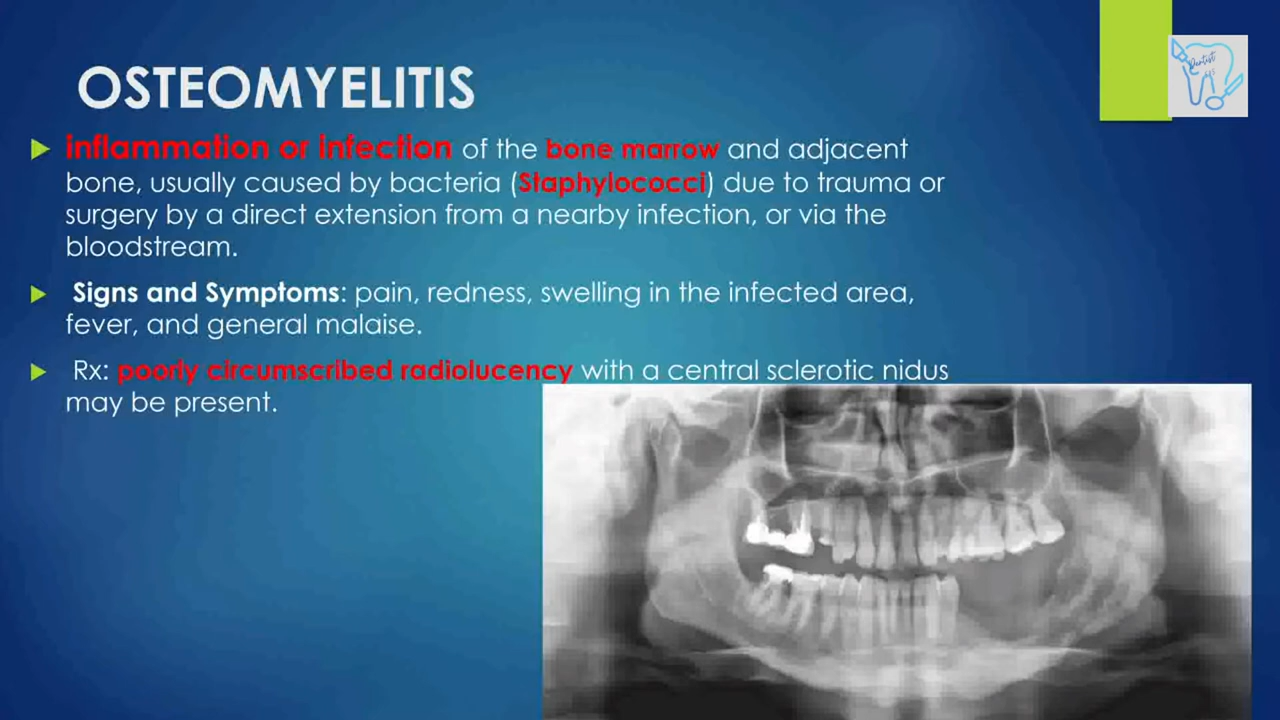 OSTEOMYELITIS
inflammation or infection of the bone marrow and adjacent
bone, usually caused by bacteria (Staphylococci) due to trauma or
surgery by a direct extension from a nearby infection, or via the
bloodstream.
Signs and Symptoms: pain, redness, swelling in the infected area,
fever, and general malaise.
Rx: poorly circumscribed radiolucency with a central sclerotic nidus
may be present.
Dentist